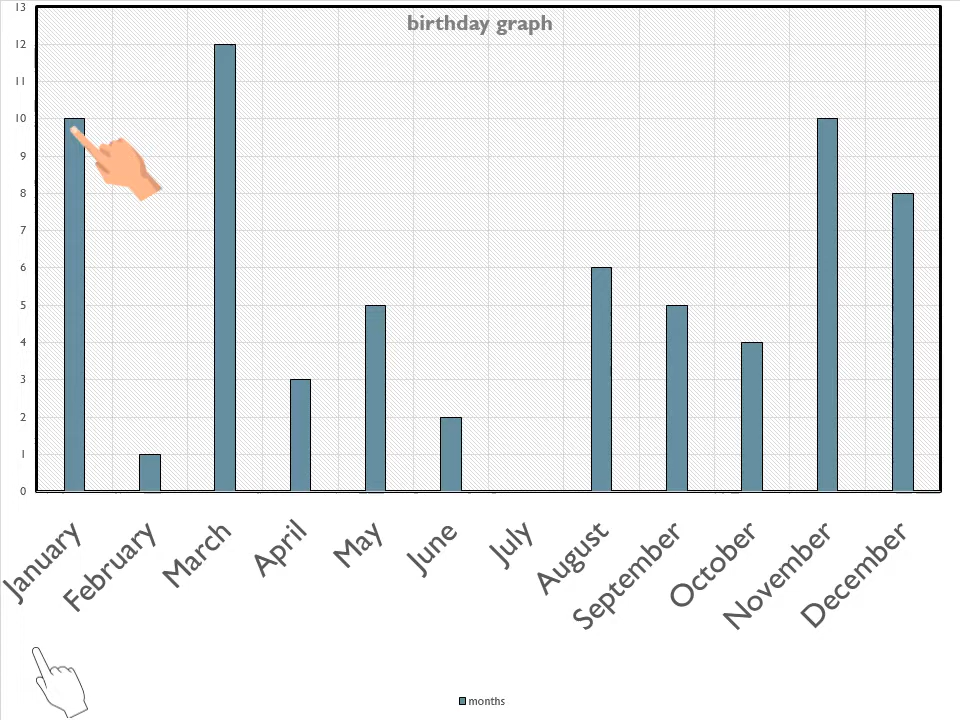 birthday graph
13
12
11
10
9
8
7
6
5
4
3
2
1
0
January
February
March
April
May
June
July
August
September
October
November
December
months